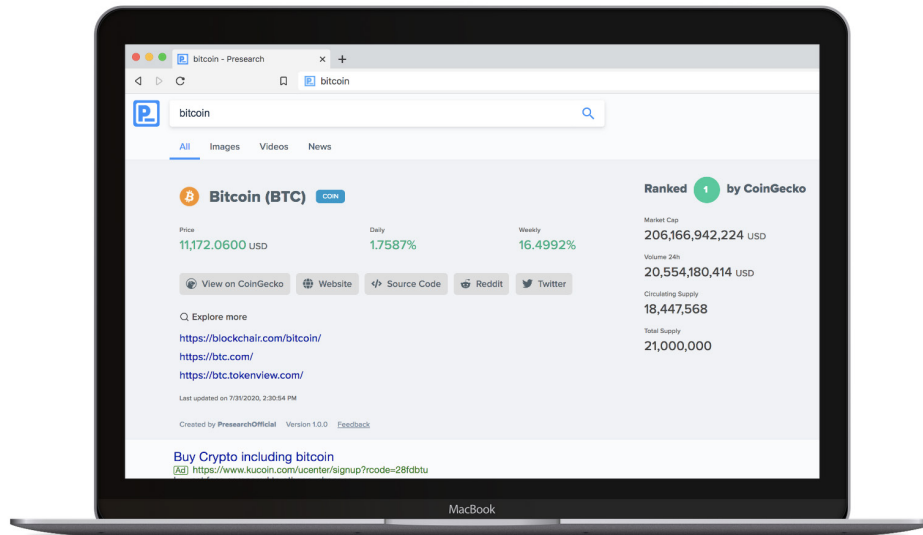 bitcoin - Presearch
bitcoin
bitcoin
All Images Videos News
Bitcoin (BTC) COIN
Price Daily Weekly
11,172.0600 USD 1.7587% 16.4992%
View on CoinGecko Website Source Code Reddit Twitter
Explore more
https://blockchair.com/bitcoin/
https://btc.com/
https://btc.tokenview.com/
Last updated on 7/31/2020, 2:30:54 PM
Created by PresearchOfficial Version 1.0.0 Feedback
Ranked 1 by CoinGecko
Market Cap
206,166,942,224 USD
Volume 24h
20,554,180,414 USD
Circulating Supply
18,447,568
Total Supply
21,000,000
Buy Crypto including bitcoin
Ad https://www.kucoin.com/ucenter/signup?rcode=28fdbtu
MacBook